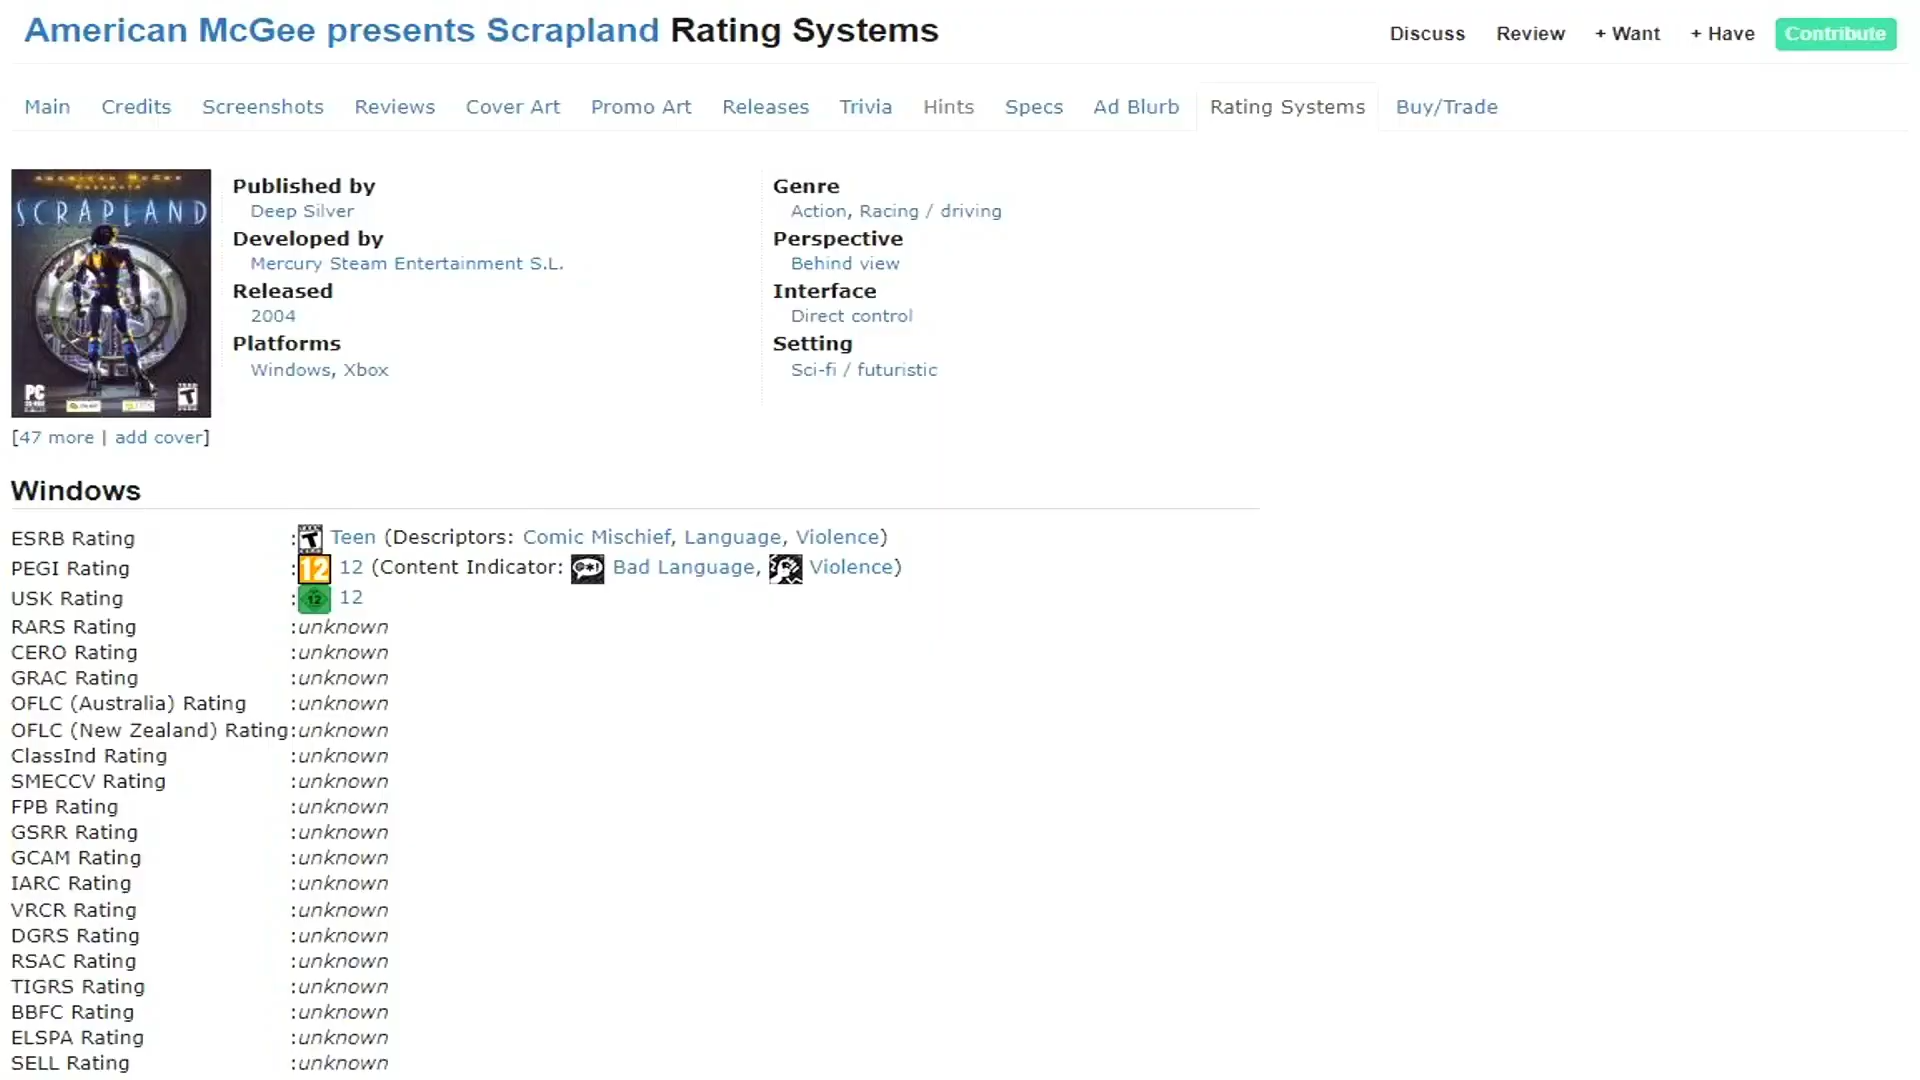 American McGee presents Scrapland Rating Systems
Discuss Review + Want + Have Contribute
Main Credits Screenshots Reviews Cover Art Promo Art Releases Trivia Hints Specs Ad Blurb Rating Systems Buy/Trade
AMERICAN McGEE
PRESENTS
SCRAPLAND
PC
T
Published by
Deep Silver
Developed by
Mercury Steam Entertainment S.L.
Released
2004
Platforms
Windows, Xbox
Genre
Action, Racing / driving
Perspective
Behind view
Interface
Direct control
Setting
Sci-fi / futuristic
[47 more | add cover]
Windows
ESRB Rating : T Teen (Descriptors: Comic Mischief, Language, Violence)
PEGI Rating : 12 12 (Content Indicator: @*! Bad Language, Violence)
USK Rating : 12 12
RARS Rating :unknown
CERO Rating :unknown
GRAC Rating :unknown
OFLC (Australia) Rating :unknown
OFLC (New Zealand) Rating:unknown
ClassInd Rating :unknown
SMECCV Rating :unknown
FPB Rating :unknown
GSRR Rating :unknown
GCAM Rating :unknown
IARC Rating :unknown
VRCR Rating :unknown
DGRS Rating :unknown
RSAC Rating :unknown
TIGRS Rating :unknown
BBFC Rating :unknown
ELSPA Rating :unknown
SELL Rating :unknown